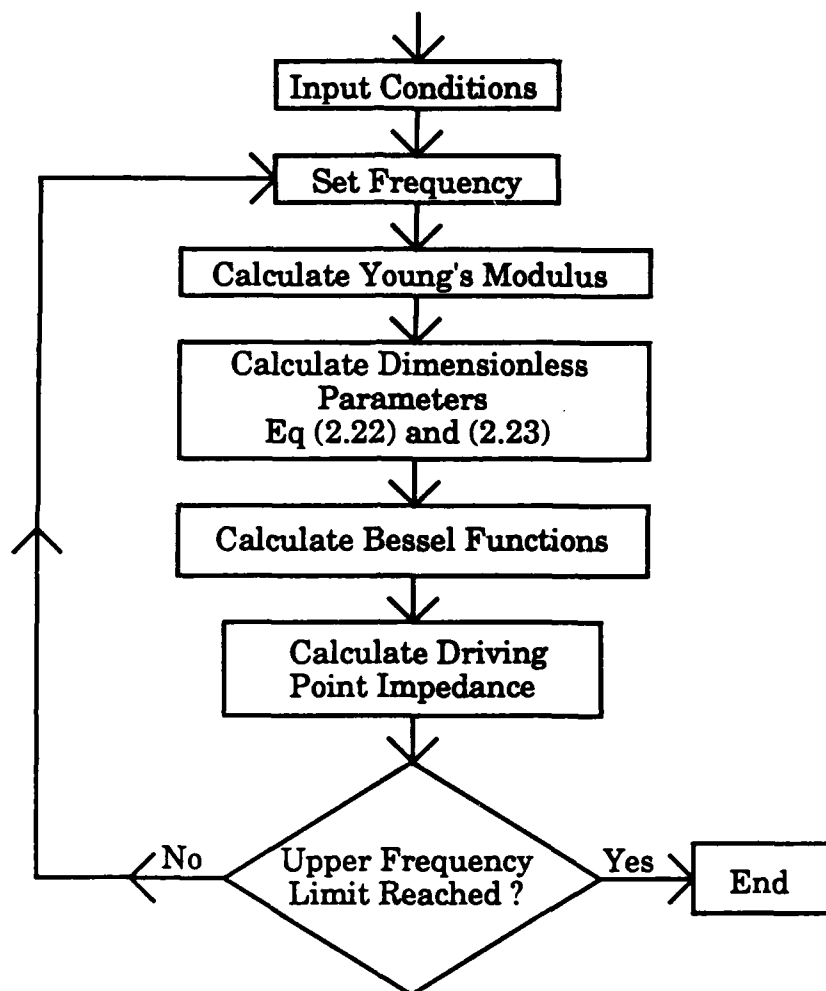 Input Conditions
Set Frequency
Calculate Young's Modulus
Calculate Dimensionless
Parameters
Eq (2.22) and (2.23)
Calculate Bessel Functions
Calculate Driving
Point Impedance
Upper Frequency
Limit Reached ?
No
Yes
End